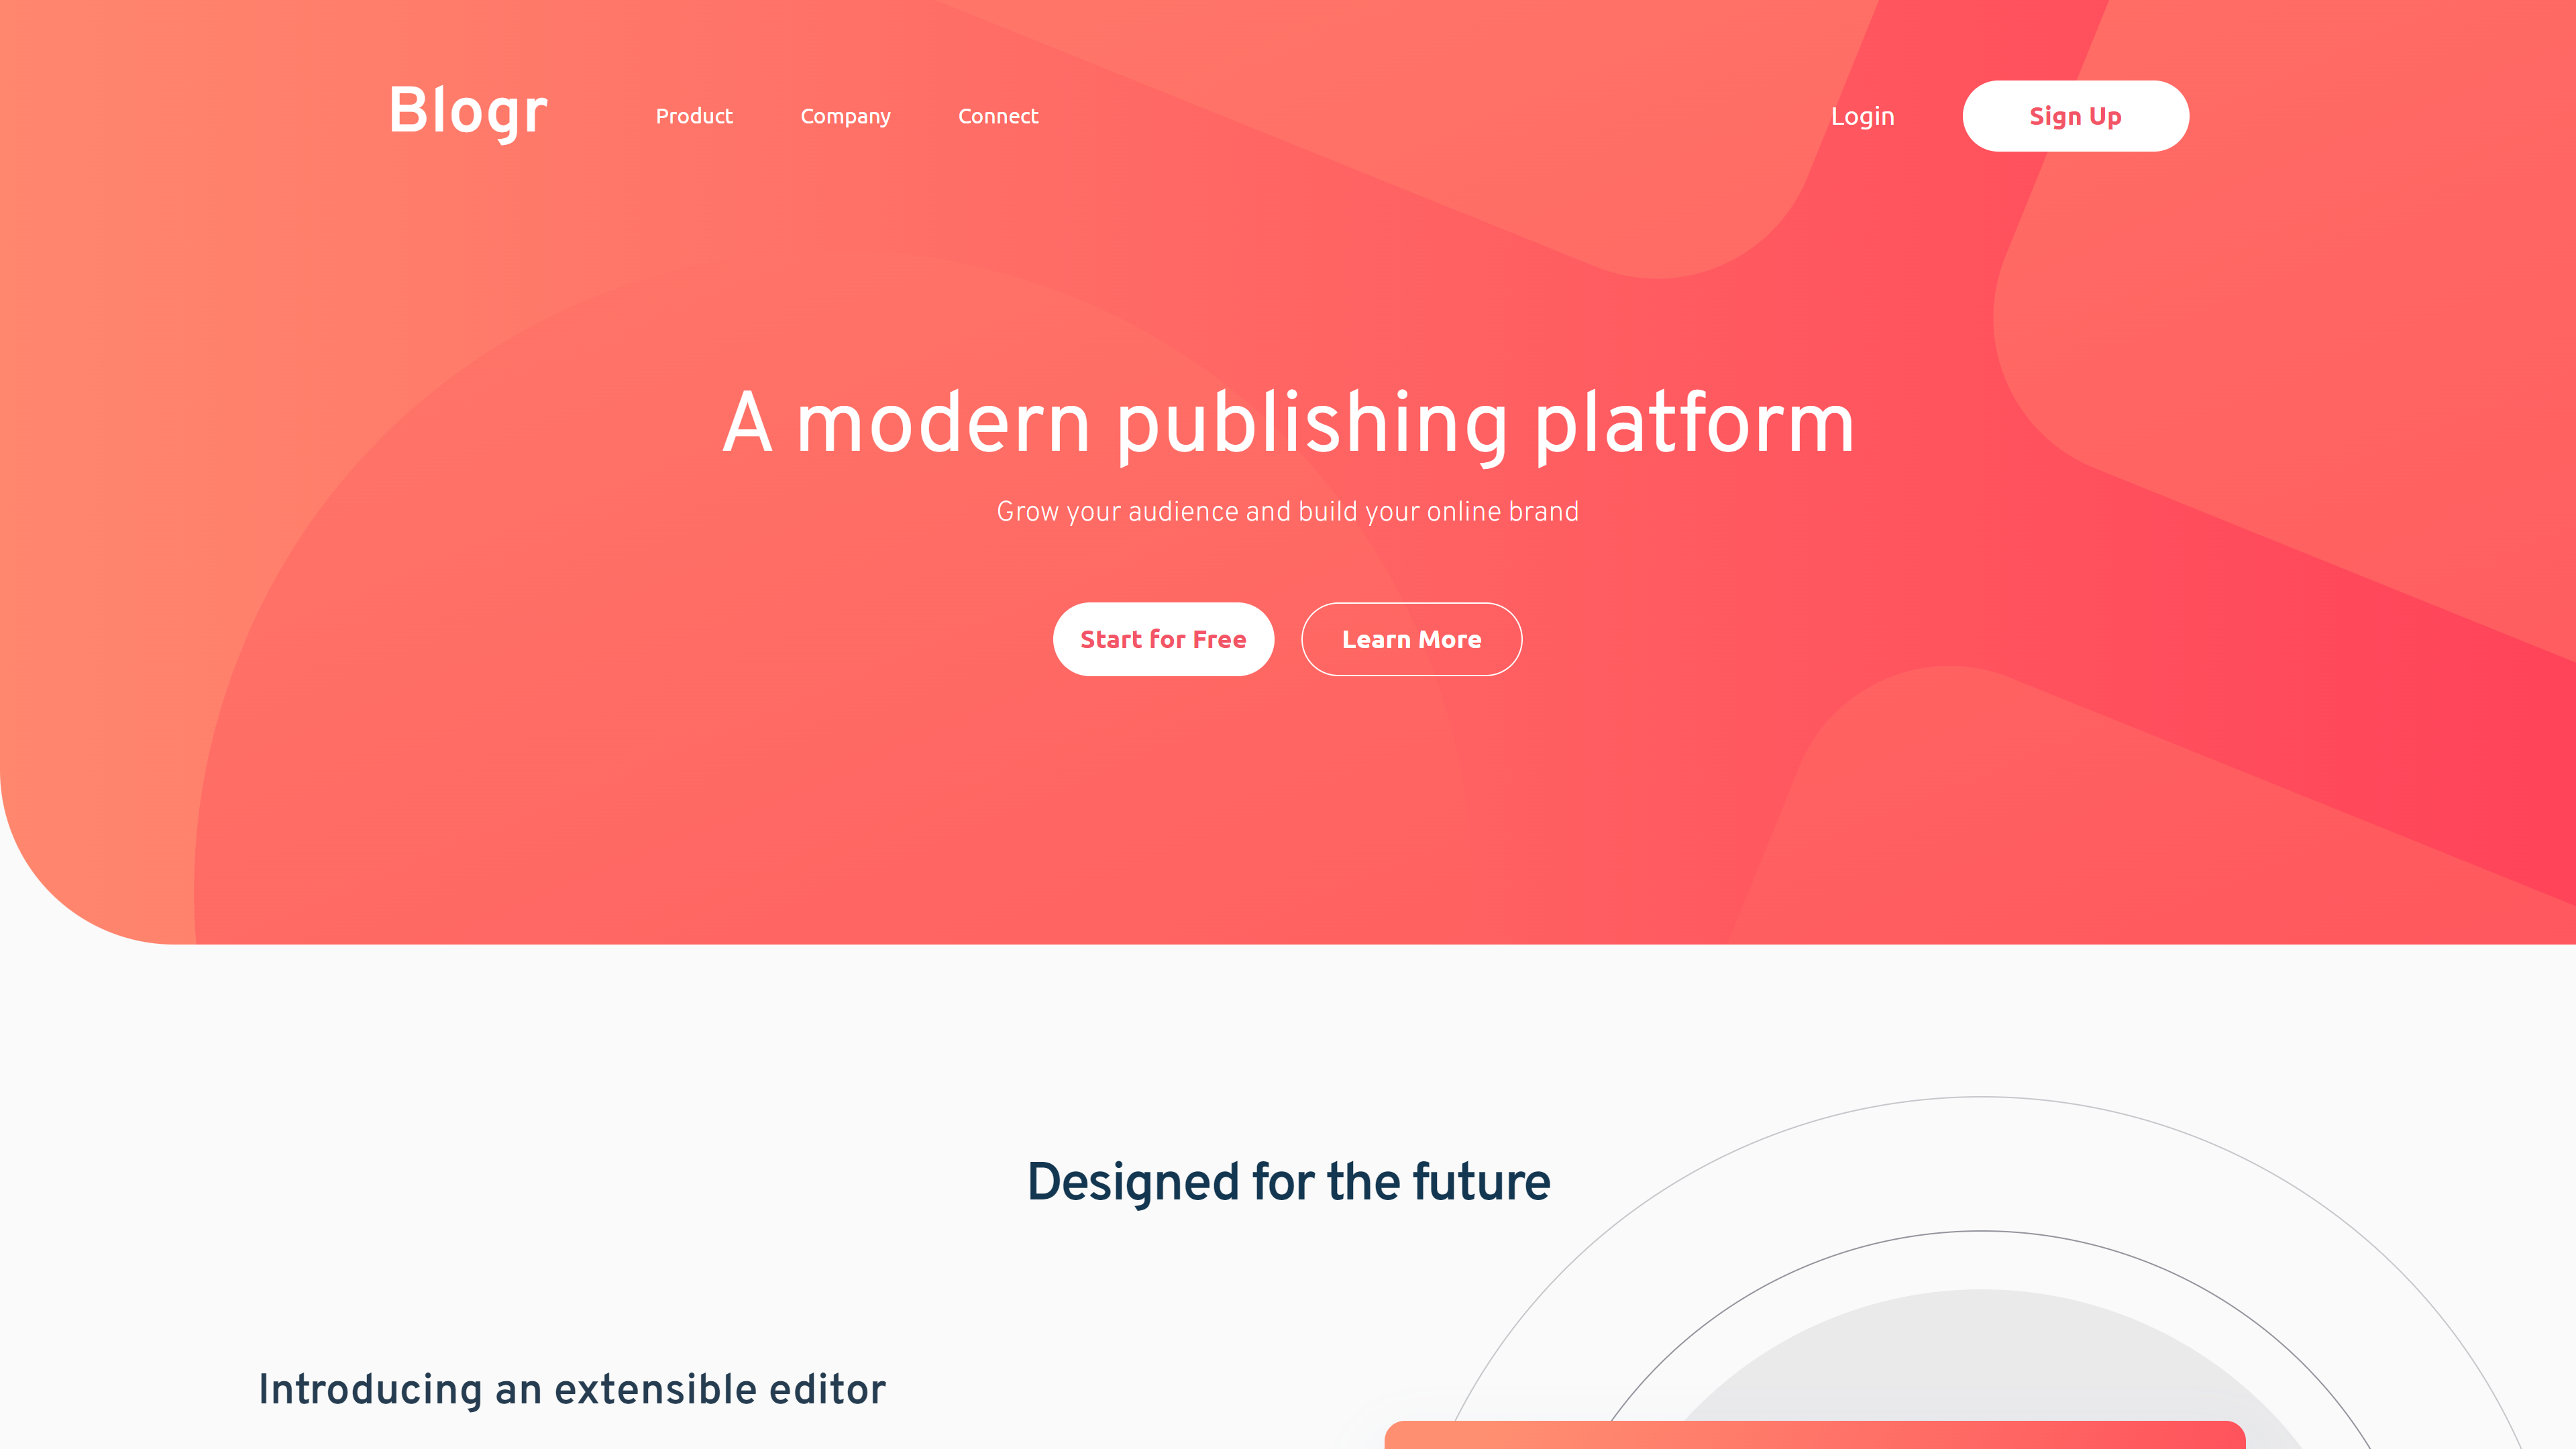 Blogr
Product
Company
Connect
Login
Sign Up
A modern publishing platform
Grow your audience and build your online brand
Start for Free
Learn More
Designed for the future
Introducing an extensible editor